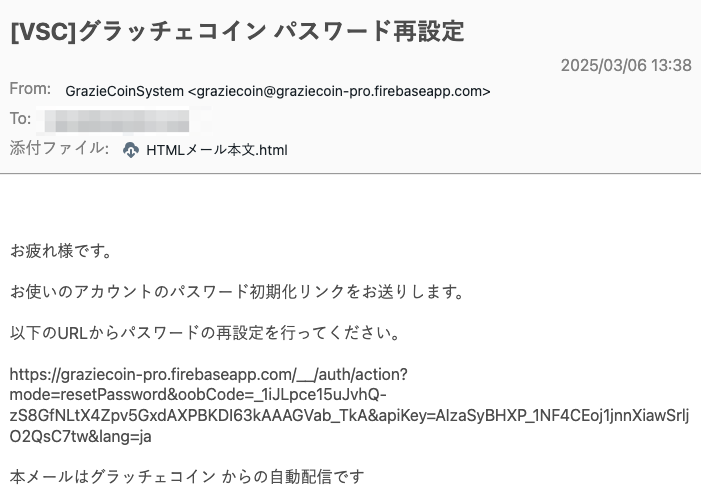 [VSC]グラッチェコイン パスワード再設定
2025/03/06 13:38
From: GrazieCoinSystem <graziecoin@graziecoin-pro.firebaseapp.com>
To:
添付ファイル: HTMLメール本文.html
お疲れ様です。
お使いのアカウントのパスワード初期化リンクをお送りします。
以下のURLからパスワードの再設定を行ってください。
https://graziecoin-pro.firebaseapp.com/__/auth/action?
mode=resetPassword&oobCode=_1iJLpce15uJvhQ-
zS8GfNLtX4Zpv5GxdAXPBKDI63kAAAGVab_TkA&apiKey=AIzaSyBHXP_1NF4CEoj1jnnXiawSrlj
O2QsC7tw&lang=ja
本メールはグラッチェコイン からの自動配信です